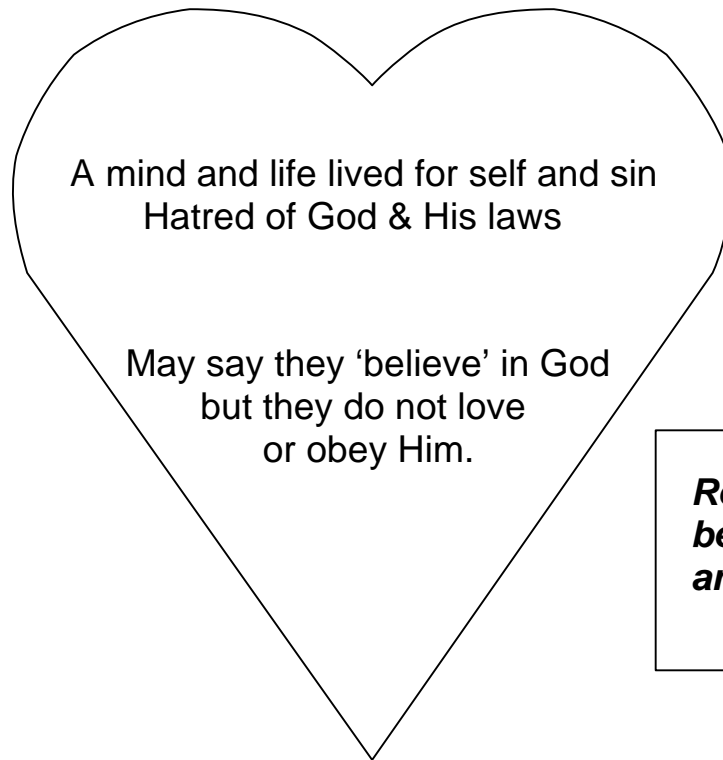 A mind and life lived for self and sin
Hatred of God & His laws
May say they ‘believe’ in God
but they do not love
or obey Him.